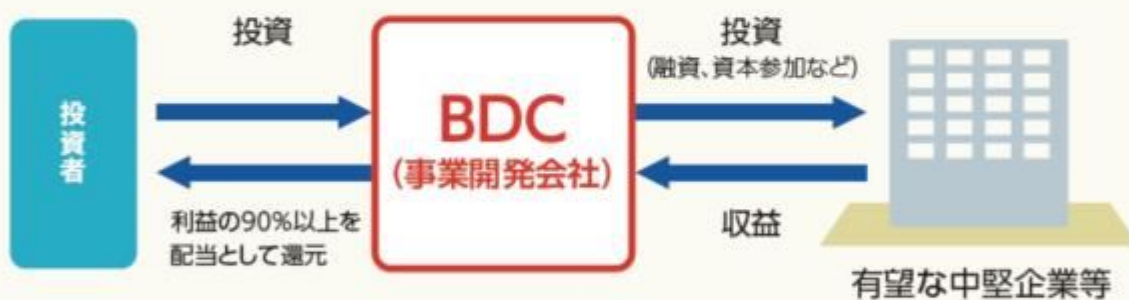 投資者
投資
利益の90%以上を
配当として還元
BDC
(事業開発会社)
投資
(融資、資本参加など)
収益
有望な中堅企業等